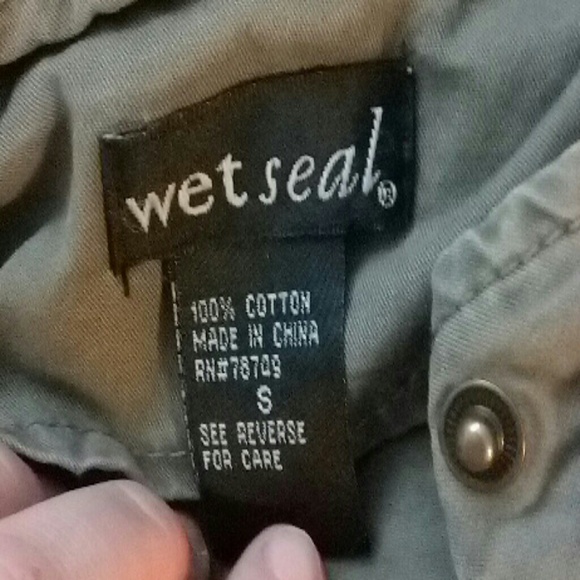 wet seal®
100% COTTON
MADE IN CHINA
RN#78709
S
SEE REVERSE
FOR CARE